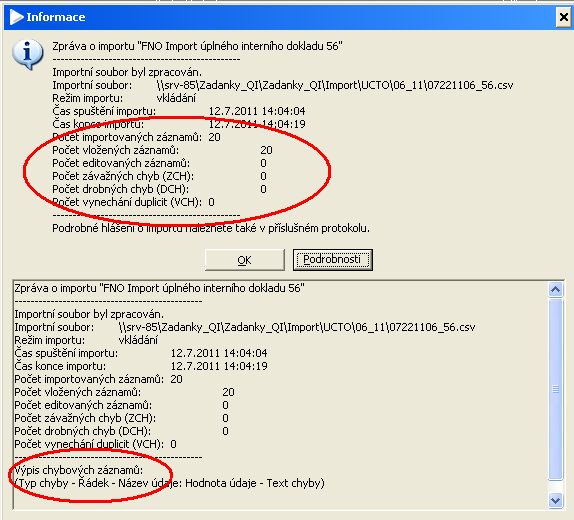 Informace
Zpráva o importu "FNO Import úplného interního dokladu 56"
-----------------------------------------------
Importní soubor byl zpracován.
Importní soubor: \\srv-85\Zadanky_QI\Zadanky_QI\Import\UCTO\06_11\07221106_56.csv
Režim importu: vkládání
Čas spuštění importu: 12.7.2011 14:04:04
Čas konce importu: 12.7.2011 14:04:19
Počet importovaných záznamů: 20
Počet vložených záznamů: 20
Počet editovaných záznamů: 0
Počet závažných chyb (ZCH): 0
Počet drobných chyb (DCH): 0
Počet vynechání duplicit (VCH): 0
-----------------------------------------------
Podrobné hlášení o importu naleznete také v příslušném protokolu.
OK Podrobnosti
Zpráva o importu "FNO Import úplného interního dokladu 56"
-----------------------------------------------
Importní soubor byl zpracován.
Importní soubor: \\srv-85\Zadanky_QI\Zadanky_QI\Import\UCTO\06_11\07221106_56.csv
Režim importu: vkládání
Čas spuštění importu: 12.7.2011 14:04:04
Čas konce importu: 12.7.2011 14:04:19
Počet importovaných záznamů: 20
Počet vložených záznamů: 20
Počet editovaných záznamů: 0
Počet závažných chyb (ZCH): 0
Počet drobných chyb (DCH): 0
Počet vynechání duplicit (VCH): 0
-----------------------------------------------
Výpis chybových záznamů:
(Typ chyby - Řádek - Název údaje: Hodnota údaje - Text chyby)